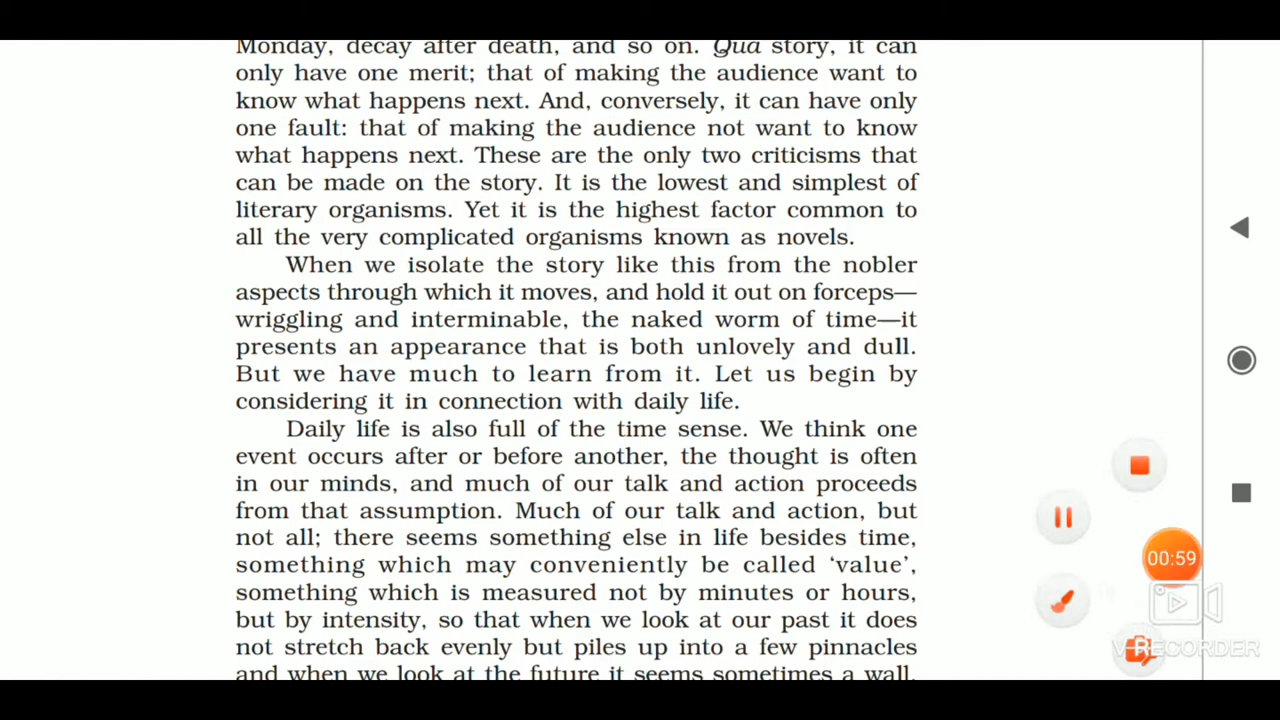 Monday, decay after death, and so on. Qua story, it can
only have one merit; that of making the audience want to
know what happens next. And, conversely, it can have only
one fault: that of making the audience not want to know
what happens next. These are the only two criticisms that
can be made on the story. It is the lowest and simplest of
literary organisms. Yet it is the highest factor common to
all the very complicated organisms known as novels.
When we isolate the story like this from the nobler
aspects through which it moves, and hold it out on forceps—
wriggling and interminable, the naked worm of time—it
presents an appearance that is both unlovely and dull.
But we have much to learn from it. Let us begin by
considering it in connection with daily life.
Daily life is also full of the time sense. We think one
event occurs after or before another, the thought is often
in our minds, and much of our talk and action proceeds
from that assumption. Much of our talk and action, but
not all; there seems something else in life besides time,
something which may conveniently be called ‘value’,
something which is measured not by minutes or hours,
but by intensity, so that when we look at our past it does
not stretch back evenly but piles up into a few pinnacles
and when we look at the future it seems sometimes a wall,
00:59
V RECORDER